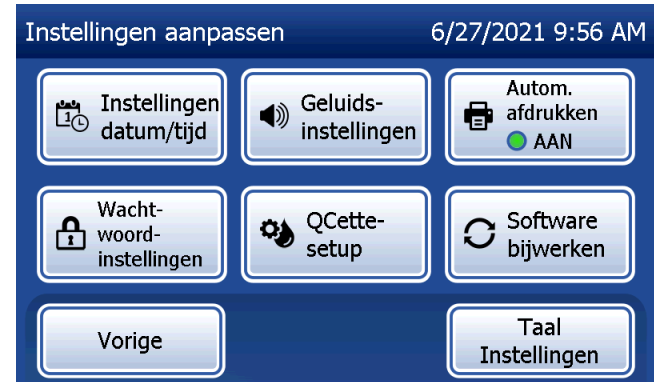 Instellingen aanpassen 6/27/2021 9:56 AM
Instellingen
datum/tijd
Geluids-
instellingen
Autom.
afdrukken
AAN
Wacht-
woord-
instellingen
QCette-
setup
Software
bijwerken
Vorige
Taal
Instellingen